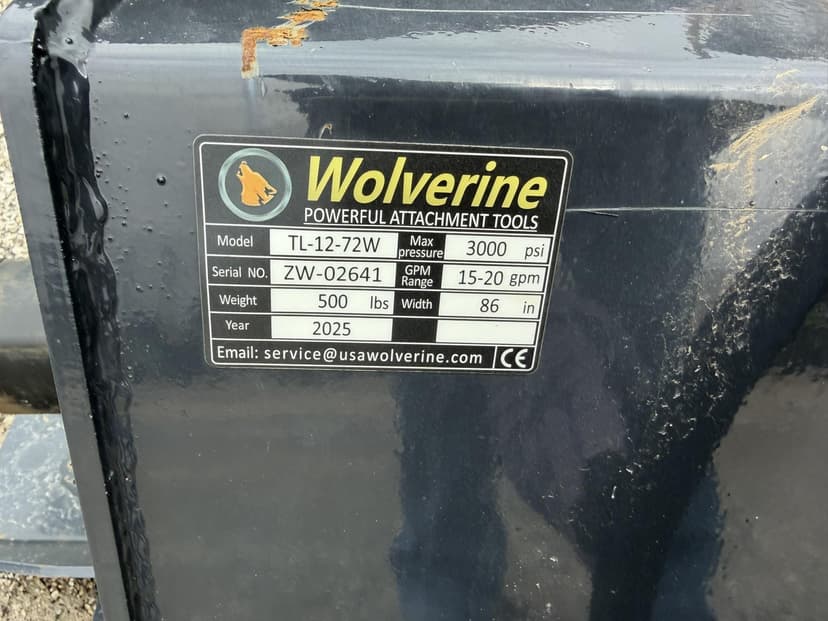 Wolverine
POWERFUL ATTACHMENT TOOLS
Model TL-12-72W Max pressure 3000 psi
Serial NO. ZW-02641 GPM Range 15-20 gpm
Weight 500 lbs Width 86 in
Year 2025
Email: service@usawolverine.com CE